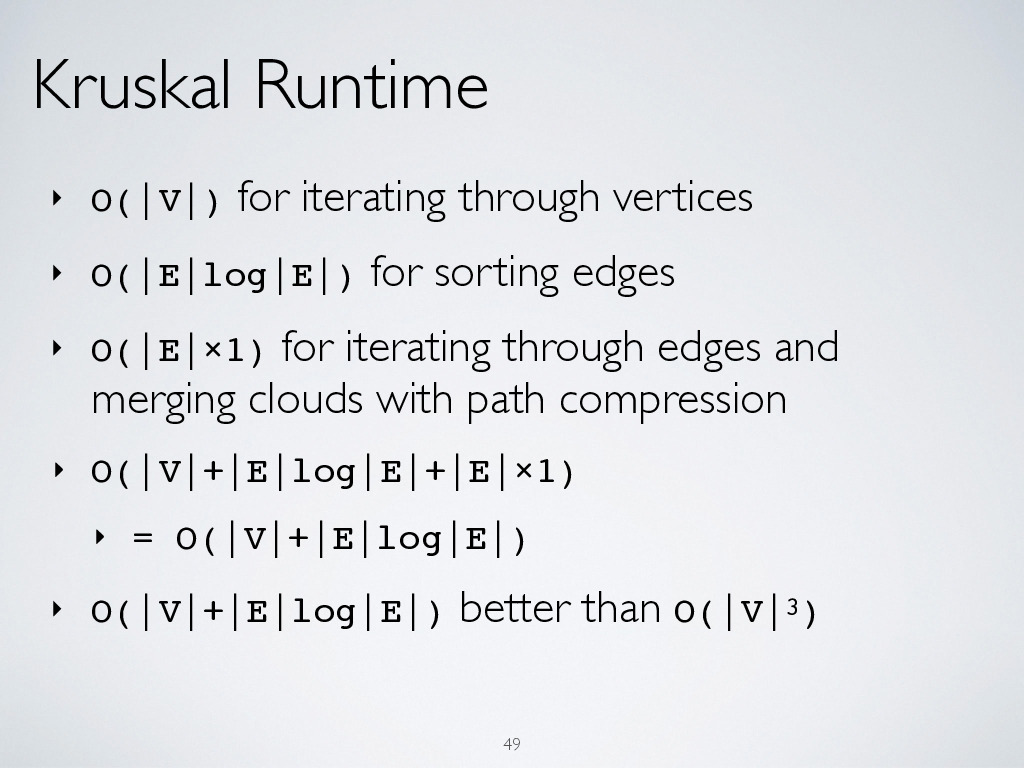 Kruskal Runtime
‣ O(|V|) for iterating through vertices
‣ O(|E|log|E|) for sorting edges
‣ O(|E|×1) for iterating through edges and
merging clouds with path compression
‣ O(|V|+|E|log|E|+|E|×1)
‣ = O(|V|+|E|log|E|)
‣ O(|V|+|E|log|E|) better than O(|V|³)
49